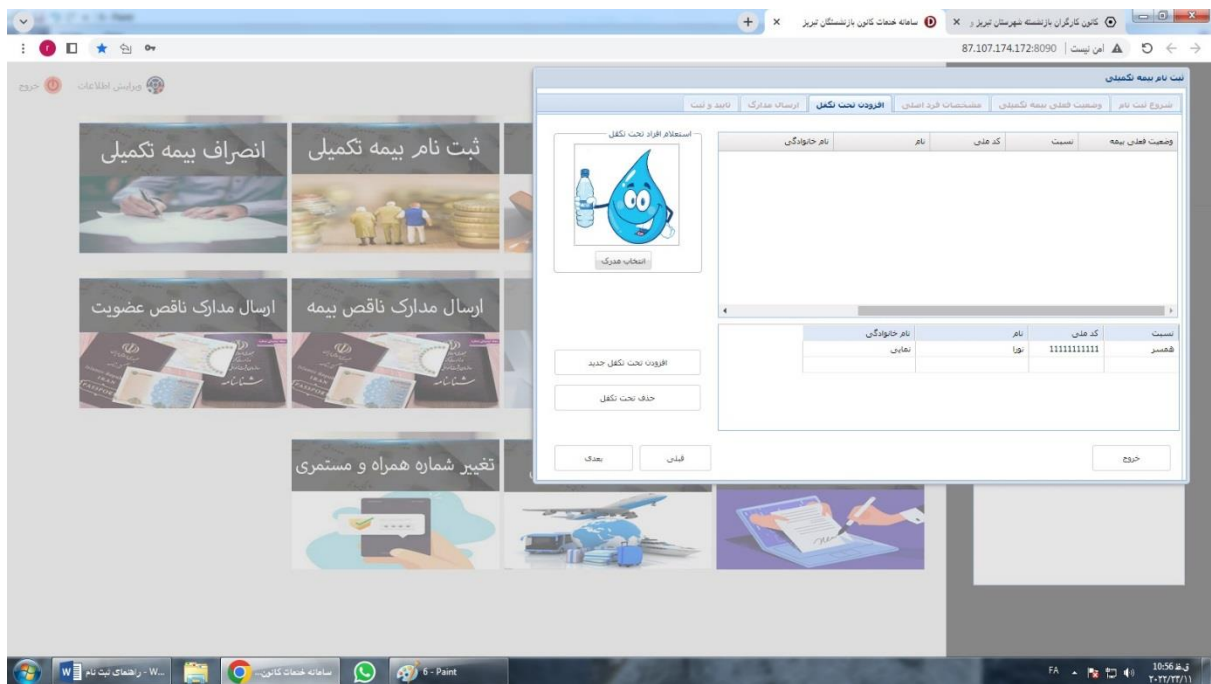 کانون کارگران بازنشسته شهرستان تبریز و
سامانه خدمات کانون بازنشستگان تبریز
امن نیست
87.107.174.172:8090
ویرایش اطلاعات
خروج
ثبت نام بیمه تکمیلی
شروع ثبت نام
وضعیت فعلی بیمه تکمیلی
مشخصات فرد اصلی
افزودن تحت تکفل
ارسال مدارک
تایید و ثبت
وضعیت فعلی بیمه
نسبت
کد ملی
نام
نام خانوادگی
استعلام افراد تحت تکفل
انتخاب مدرک
نسبت
کد ملی
نام
نام خانوادگی
همسر
11111111111
نورا
نمایی
افزودن تحت تکفل جدید
حذف تحت تکفل
خروج
قبلی
بعدی
ثبت نام بیمه تکمیلی
انصراف بیمه تکمیلی
ارسال مدارک ناقص بیمه
ارسال مدارک ناقص عضویت
تغییر شماره همراه و مستمری
راهنمای ثبت نام - W...
سامانه خدمات کانون...
6 - Paint
FA
10:56 ق.ظ